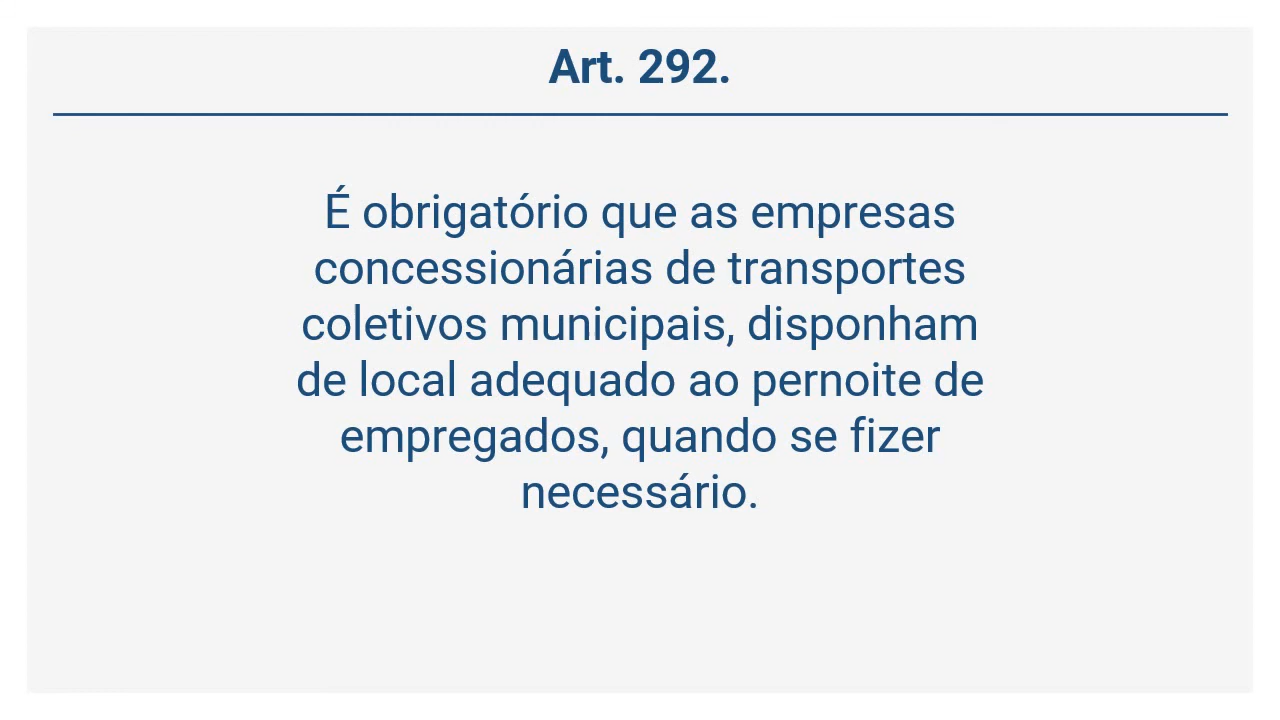 Art. 292.
É obrigatório que as empresas
concessionárias de transportes
coletivos municipais, disponham
de local adequado ao pernoite de
empregados, quando se fizer
necessário.